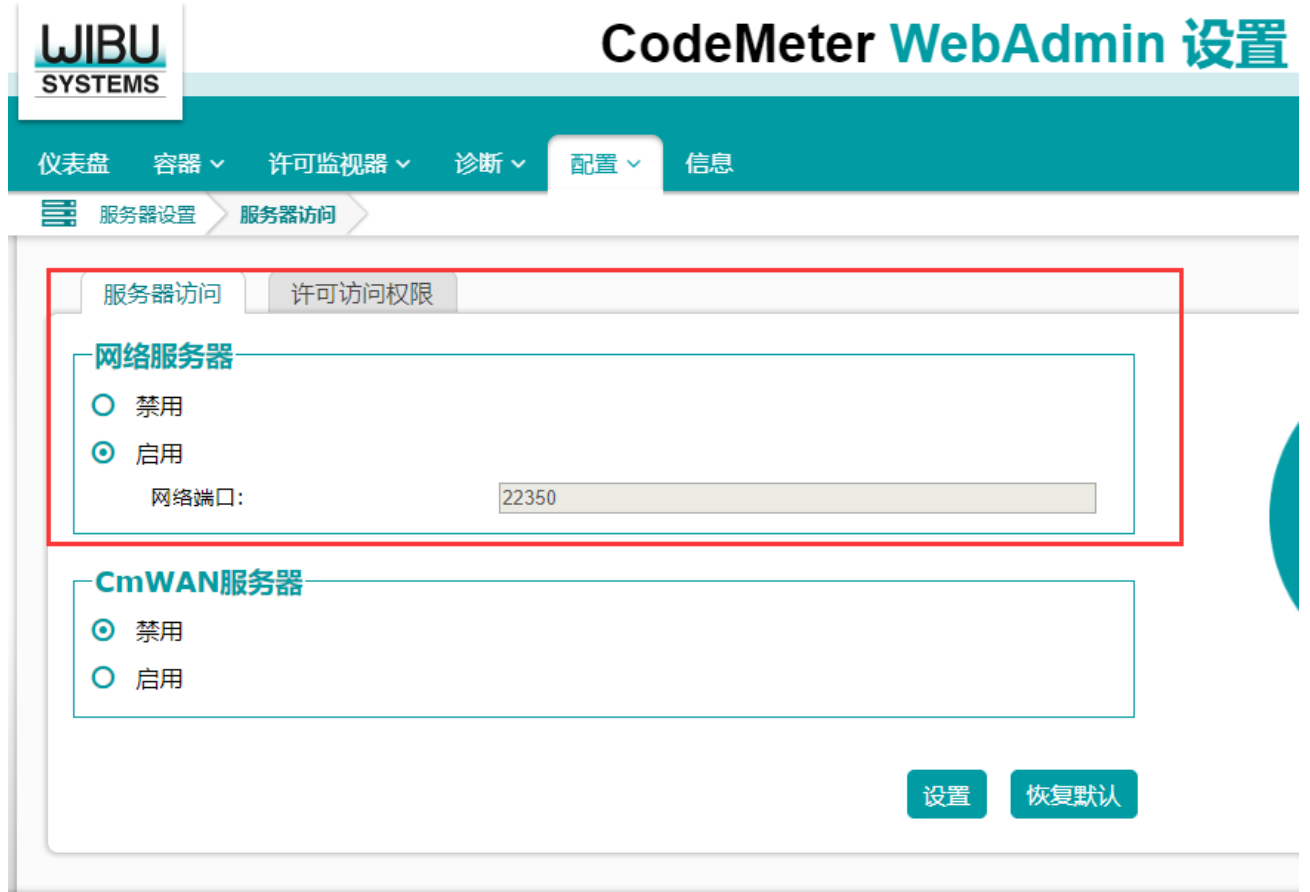 WIBU
SYSTEMS
CodeMeter WebAdmin 设置
仪表盘 容器 许可监视器 诊断 配置 信息
服务器设置 服务器访问
服务器访问 许可访问权限
网络服务器
禁用
启用
网络端口: 22350
CmWAN服务器
禁用
启用
设置 恢复默认